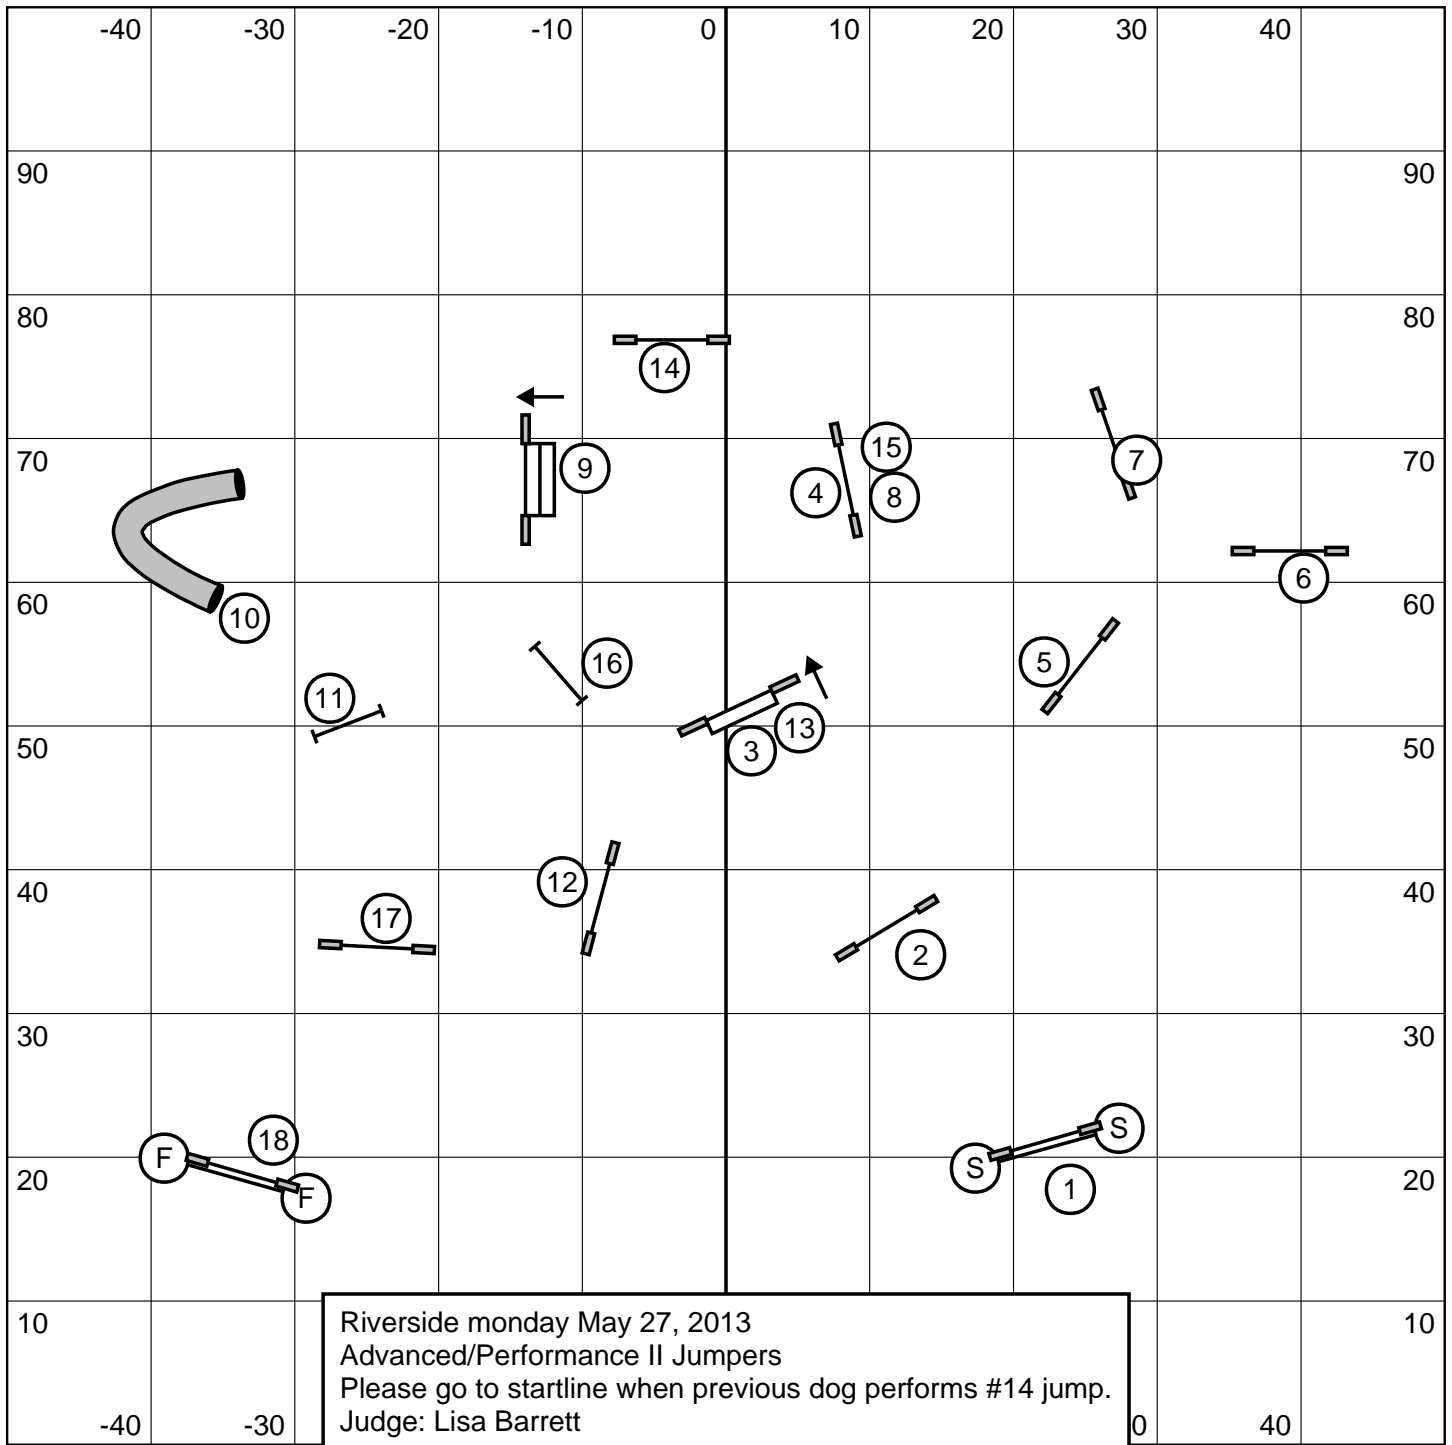 -40 -30 -20 -10 0 10 20 30 40
90 90
80 80
14
70 15 7 70
9
4 8
6
60 60
10
16 5
11
13
50 3 50
12
40 40
17
2
30 30
S
18
F S
20 1 20
F
10 10
Riverside monday May 27, 2013
Advanced/Performance II Jumpers
Please go to startline when previous dog performs #14 jump.
Judge: Lisa Barrett
-40 -30 0 40